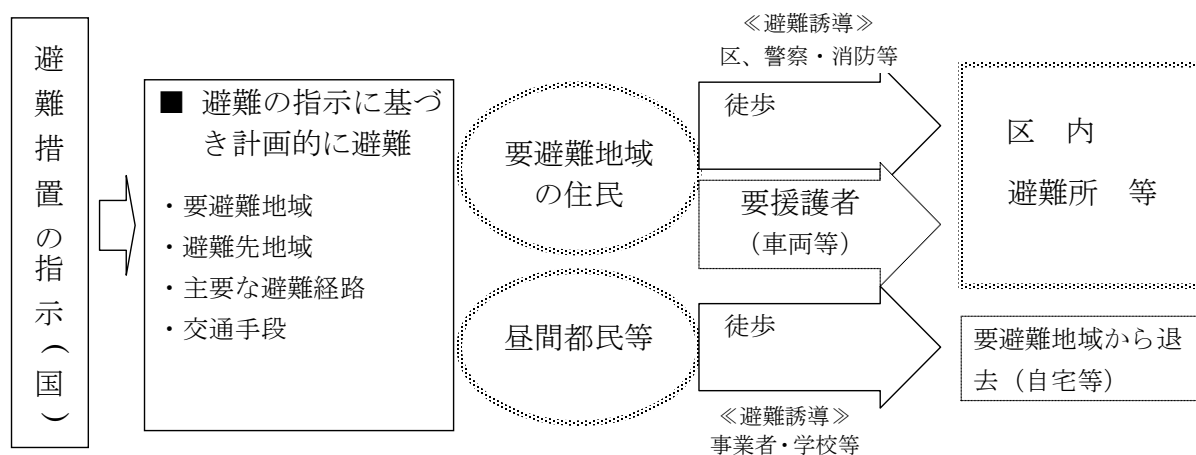 避難措置の指示（国）
■ 避難の指示に基づ
き計画的に避難
・要避難地域
・避難先地域
・主要な避難経路
・交通手段
要避難地域
の住民
昼間都民等
≪避難誘導≫
区、警察・消防等
徒歩
要援護者
（車両等）
徒歩
≪避難誘導≫
事業者・学校等
区 内
避難所 等
要避難地域から退
去（自宅等）